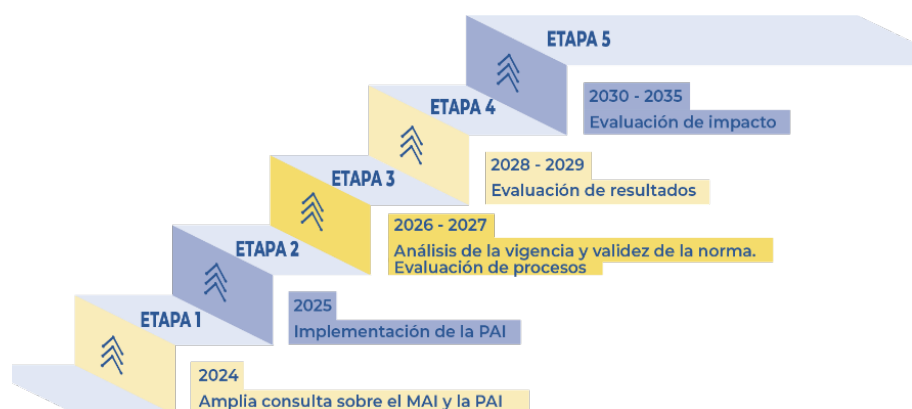 ETAPA 5
2030 - 2035
Evaluación de impacto
ETAPA 4
2028 - 2029
Evaluación de resultados
ETAPA 3
2026 - 2027
Análisis de la vigencia y validez de la norma.
Evaluación de procesos
ETAPA 2
2025
Implementación de la PAI
ETAPA 1
2024
Amplia consulta sobre el MAI y la PAI